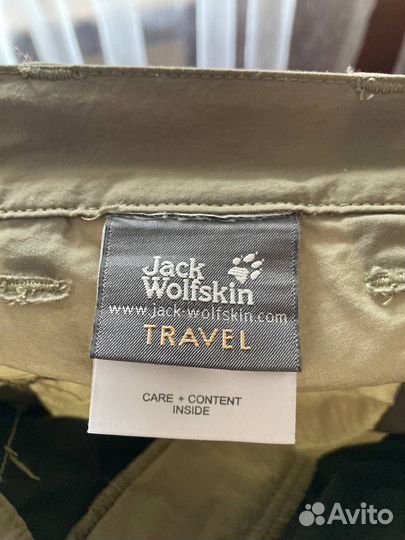 Jack
Wolfskin
www.jack-wolfskin.com
TRAVEL
CARE + CONTENT
INSIDE
Avito